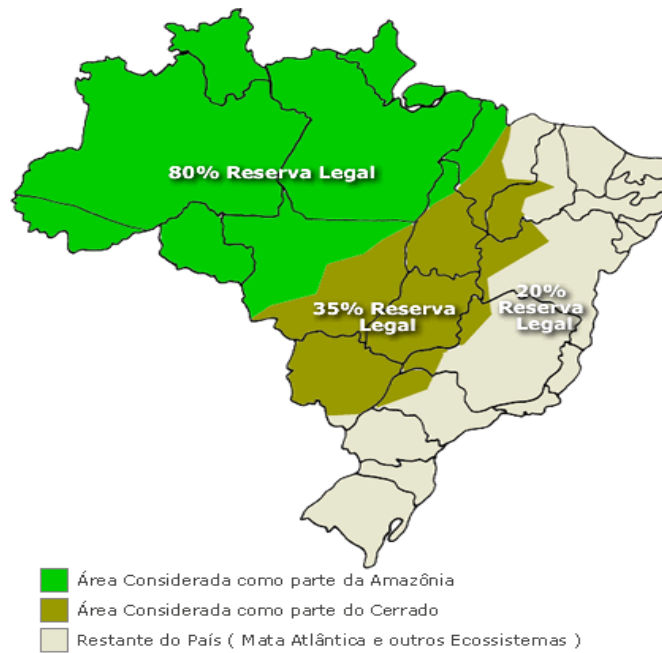 80% Reserva Legal
35% Reserva
Legal
20%
Reserva
Legal
Área Considerada como parte da Amazônia
Área Considerada como parte do Cerrado
Restante do País ( Mata Atlântica e outros Ecossistemas )